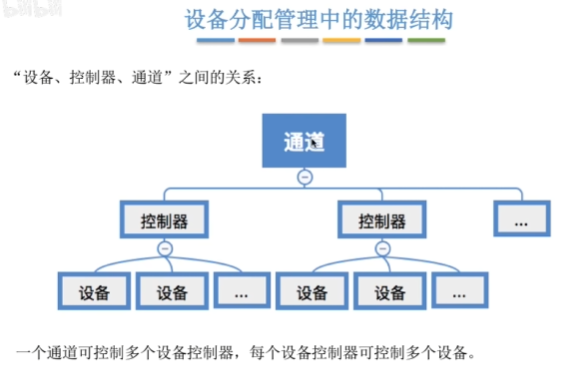 bilibili
设备分配管理中的数据结构
“设备、控制器、通道”之间的关系：
通道
控制器 控制器 ...
设备 设备 ... 设备 设备 ...
一个通道可控制多个设备控制器，每个设备控制器可控制多个设备。